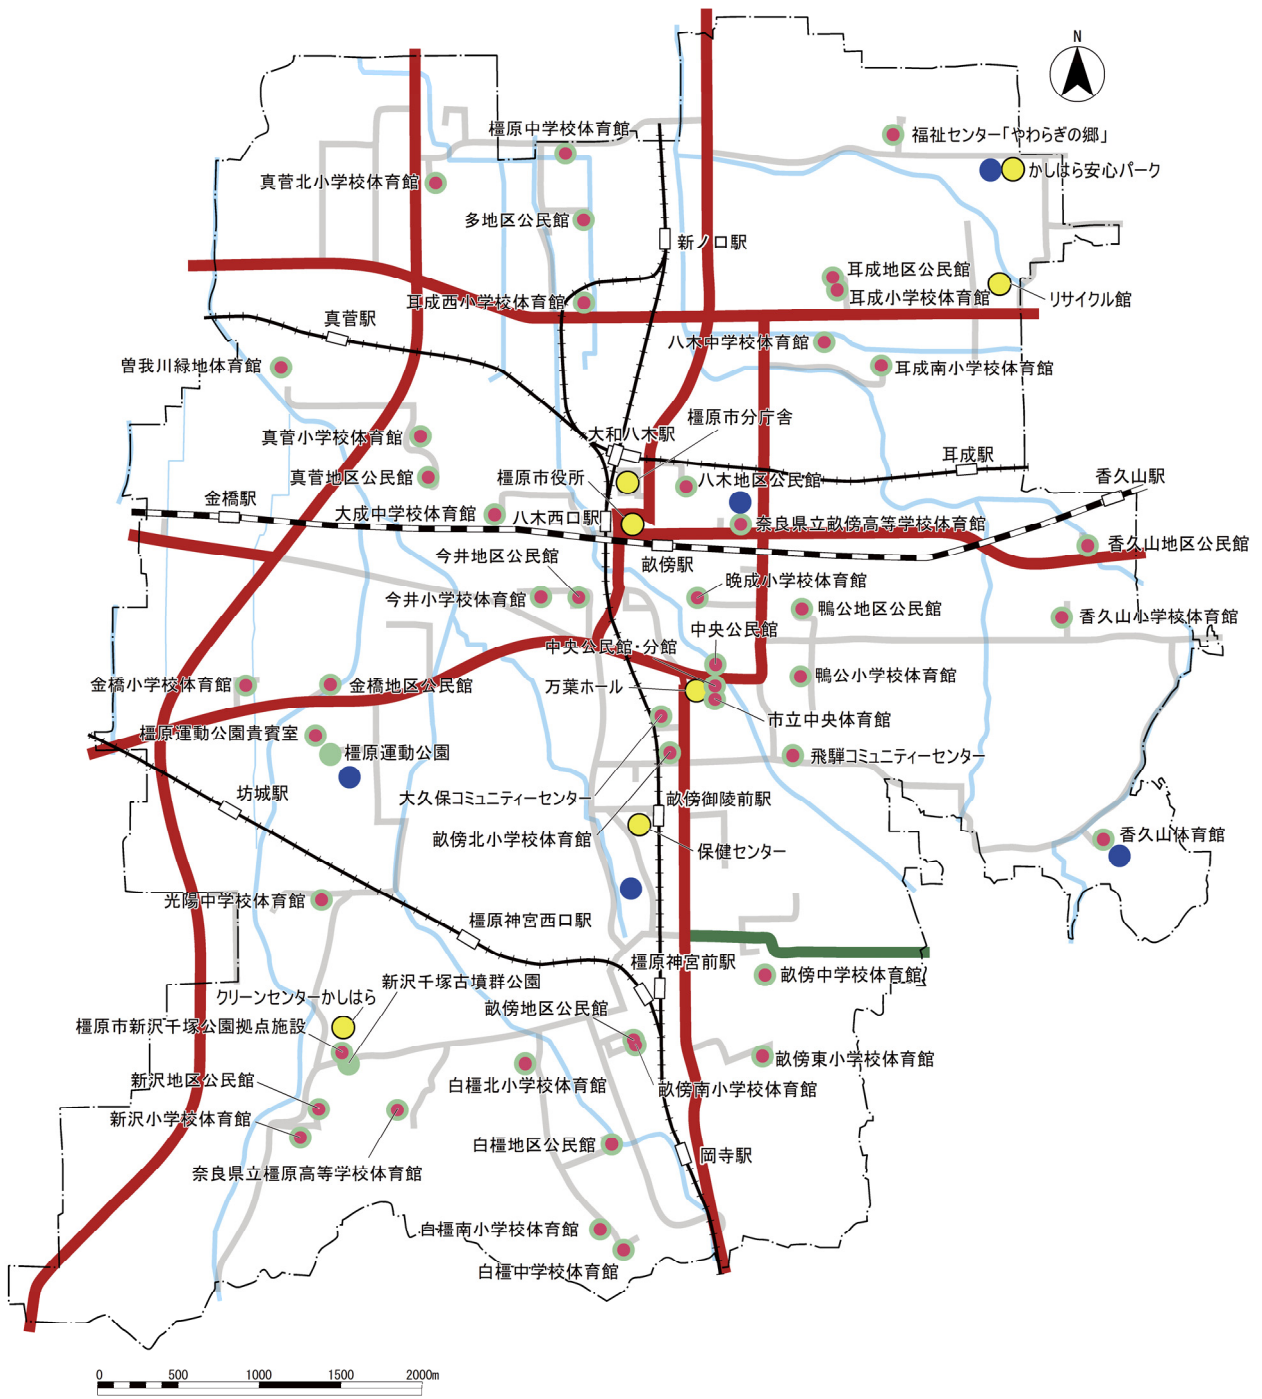 N
橿原中学校体育館
福祉センター「やわらぎの郷」
真菅北小学校体育館
かしはら安心パーク
多地区公民館
新ノ口駅
耳成地区公民館
耳成西小学校体育館
耳成小学校体育館
リサイクル館
真菅駅
八木中学校体育館
曽我川緑地体育館
耳成南小学校体育館
橿原市分庁舎
真菅小学校体育館
大和八木駅
耳成駅
真菅地区公民館
橿原市役所
八木地区公民館
香久山駅
金橋駅
大成中学校体育館
八木西口駅
奈良県立畝傍高等学校体育館
香久山地区公民館
今井地区公民館
畝傍駅
晩成小学校体育館
今井小学校体育館
鴨公地区公民館
香久山小学校体育館
中央公民館
中央公民館・分館
鴨公小学校体育館
金橋小学校体育館
金橋地区公民館
万葉ホール
市立中央体育館
橿原運動公園貴賓室
橿原運動公園
飛騨コミュニティーセンター
坊城駅
大久保コミュニティーセンター
畝傍御陵前駅
畝傍北小学校体育館
保健センター
香久山体育館
光陽中学校体育館
橿原神宮西口駅
橿原神宮前駅
新沢千塚古墳群公園
畝傍中学校体育館
クリーンセンターかしはら
畝傍地区公民館
橿原市新沢千塚公園拠点施設
畝傍東小学校体育館
新沢地区公民館
白橿北小学校体育館
畝傍南小学校体育館
新沢小学校体育館
白橿地区公民館
岡寺駅
奈良県立橿原高等学校体育館
白橿南小学校体育館
白橿中学校体育館
0 500 1000 1500 2000m